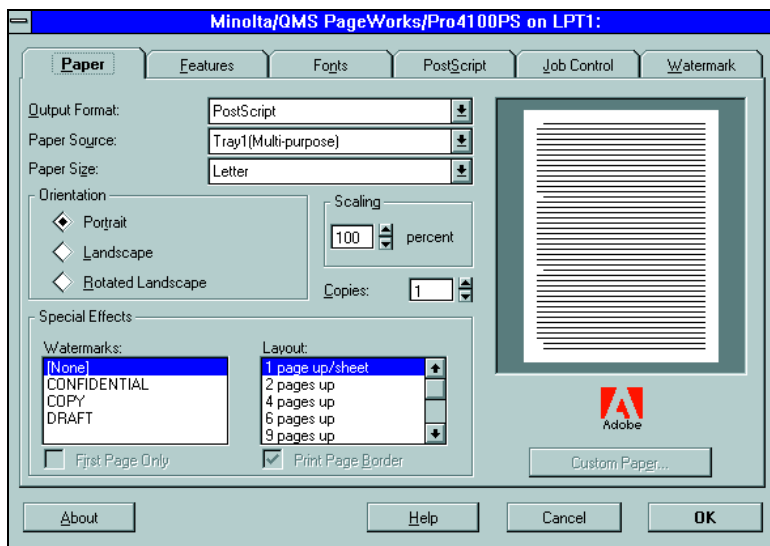 Minolta/QMS PageWorks/Pro4100PS on LPT1:
Paper Features Fonts PostScript Job Control Watermark
Output Format: PostScript
Paper Source: Tray1(Multi-purpose)
Paper Size: Letter
Orientation
Portrait
Landscape
Rotated Landscape
Scaling
100 percent
Copies: 1
Special Effects
Watermarks:
[None]
CONFIDENTIAL
COPY
DRAFT
First Page Only
Layout:
1 page up/sheet
2 pages up
4 pages up
6 pages up
9 pages up
Print Page Border
Adobe
Custom Paper...
About Help Cancel OK